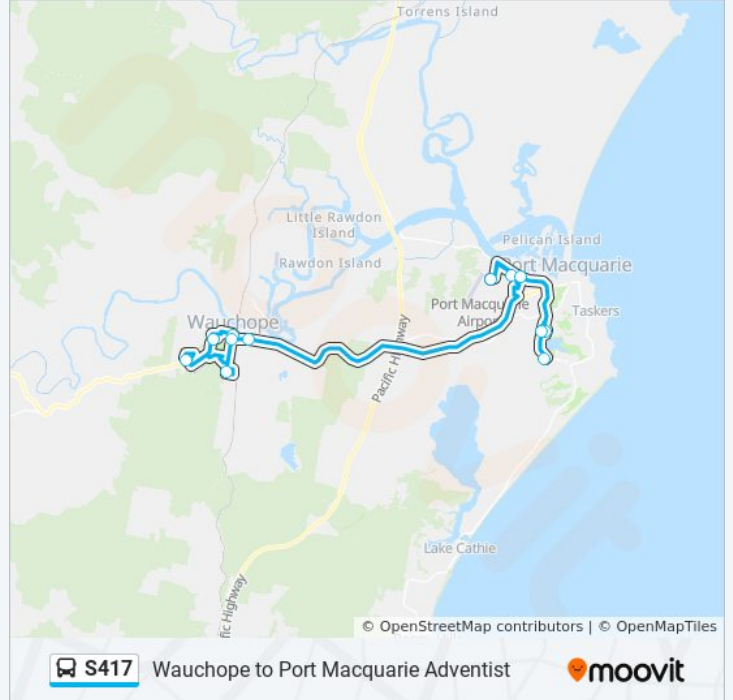 Torrens Island
Little Rawdon
Island
Pelican Island
Rawdon Island
Port Macquarie
Port Macquarie
Airport
Taskers
Wauchope
Pacific Highway
Lake Cathie
fic Highway
© OpenStreetMap contributors | © OpenMapTiles
S417 Wauchope to Port Macquarie Adventist
moovit